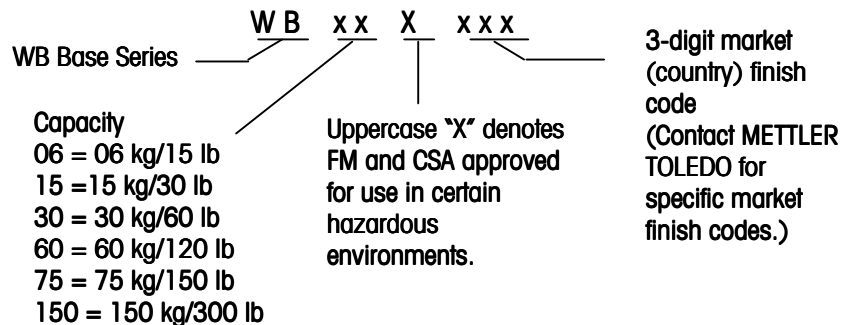 WB xx X xxx
WB Base Series
Capacity
06 = 06 kg/15 lb
15 =15 kg/30 lb
30 = 30 kg/60 lb
60 = 60 kg/120 lb
75 = 75 kg/150 lb
150 = 150 kg/300 lb
Uppercase “X” denotes
FM and CSA approved
for use in certain
hazardous
environments.
3-digit market
(country) finish
code
(Contact METTLER
TOLEDO for
specific market
finish codes.)